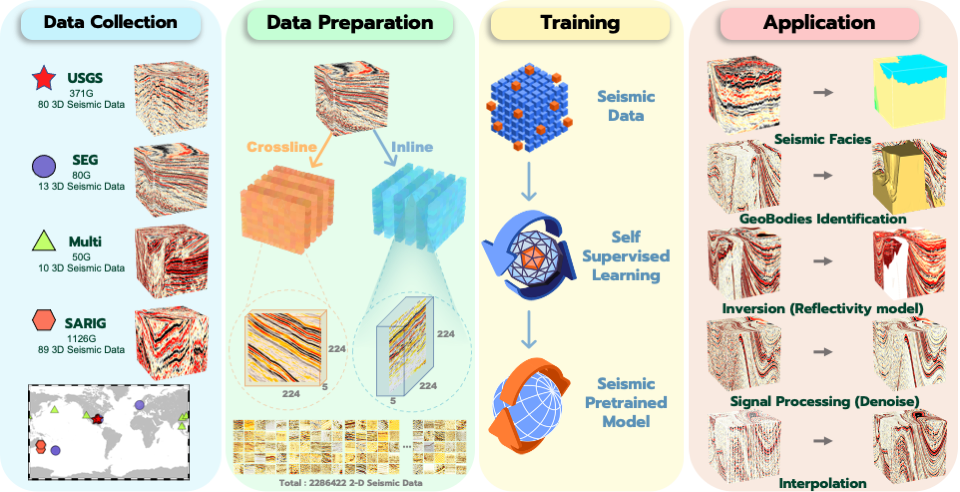 Data Collection
USGS
371G
80 3D Seismic Data
SEG
80G
13 3D Seismic Data
Multi
50G
10 3D Seismic Data
SARIG
1126G
89 3D Seismic Data
Data Preparation
Crossline
Inline
224
224
5
224
224
5
...
Total : 2286422 2-D Seismic Data
Training
Seismic
Data
Self
Supervised
Learning
Seismic
Pretrained
Model
Application
Seismic Facies
GeoBodies Identification
Inversion (Reflectivity model)
Signal Processing (Denoise)
Interpolation